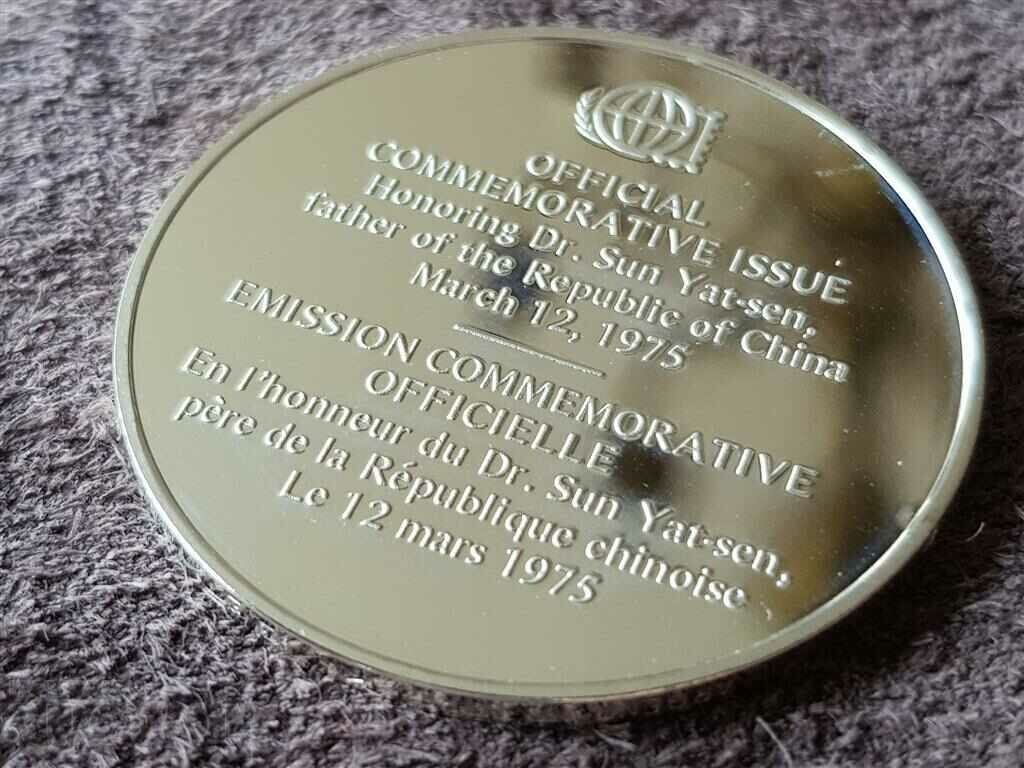 OFFICIAL
COMMEMORATIVE ISSUE
Honoring Dr. Sun Yat-sen,
father of the Republic of China
March 12, 1975
EMISSION COMMEMORATIVE
OFFICIELLE
En l'honneur du Dr. Sun Yat-sen,
père de la République chinoise
Le 12 mars 1975